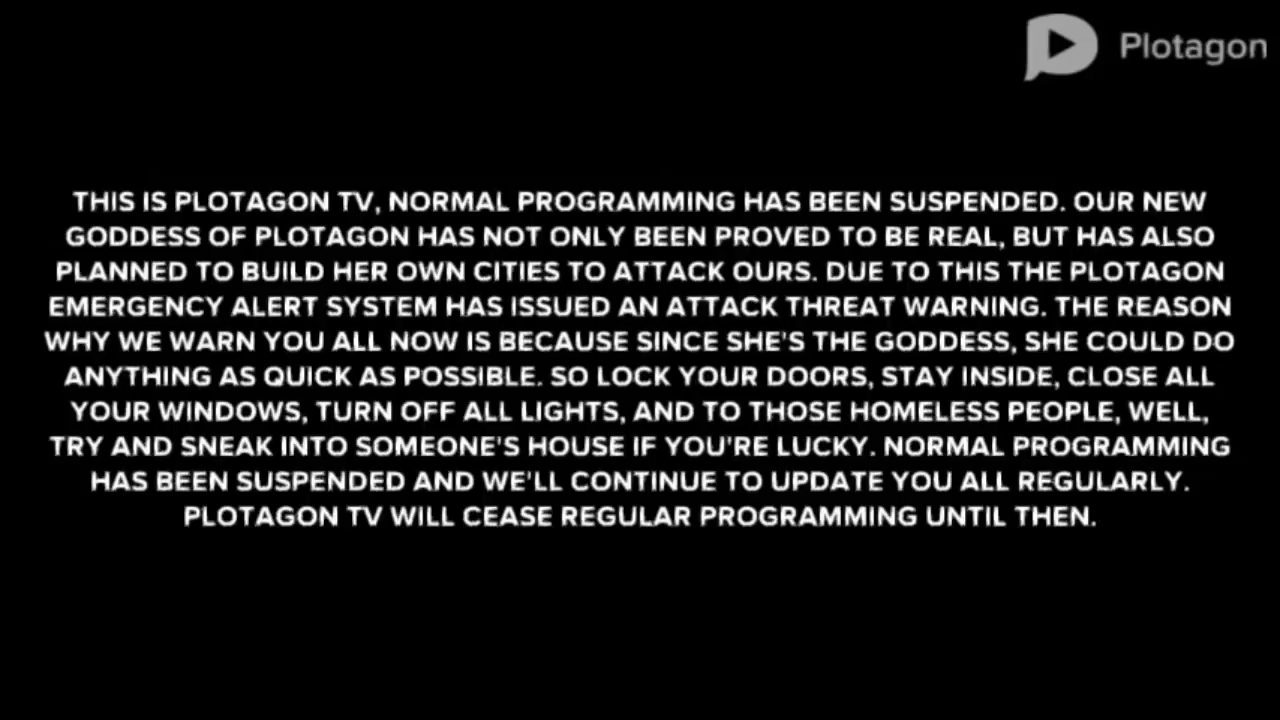 Plotagon
THIS IS PLOTAGON TV, NORMAL PROGRAMMING HAS BEEN SUSPENDED. OUR NEW
GODDESS OF PLOTAGON HAS NOT ONLY BEEN PROVED TO BE REAL, BUT HAS ALSO
PLANNED TO BUILD HER OWN CITIES TO ATTACK OURS. DUE TO THIS THE PLOTAGON
EMERGENCY ALERT SYSTEM HAS ISSUED AN ATTACK THREAT WARNING. THE REASON
WHY WE WARN YOU ALL NOW IS BECAUSE SINCE SHE'S THE GODDESS, SHE COULD DO
ANYTHING AS QUICK AS POSSIBLE. SO LOCK YOUR DOORS, STAY INSIDE, CLOSE ALL
YOUR WINDOWS, TURN OFF ALL LIGHTS, AND TO THOSE HOMELESS PEOPLE, WELL,
TRY AND SNEAK INTO SOMEONE'S HOUSE IF YOU'RE LUCKY. NORMAL PROGRAMMING
HAS BEEN SUSPENDED AND WE'LL CONTINUE TO UPDATE YOU ALL REGULARLY.
PLOTAGON TV WILL CEASE REGULAR PROGRAMMING UNTIL THEN.